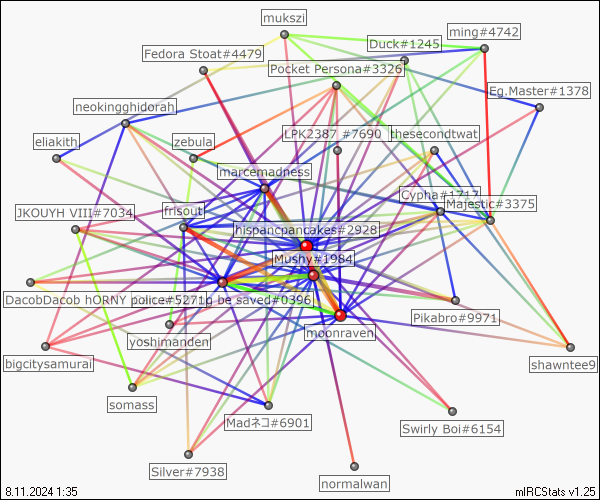 mukszi
ming#4742
Duck#1245
Fedora Stoat#4479
Pocket Persona#3326
Eg.Master#1378
neokingghidorah
LPK2387 #7690
thesecondtwat
eliakith
zebula
marcemadness
Cypha#1717
Majestic#3375
JKOUYH VIII#7034
frisout
hispancpancakes#2928
Mushy#1984
DacobDacob hORNY police#5271g be saved#0396
Pikabro#9971
moonraven
yoshimanden
bigcitysamurai
shawntee9
somass
Madネコ#6901
Swirly Boi#6154
Silver#7938
normalwan
8.11.2024 1:35
mIRCStats v1.25